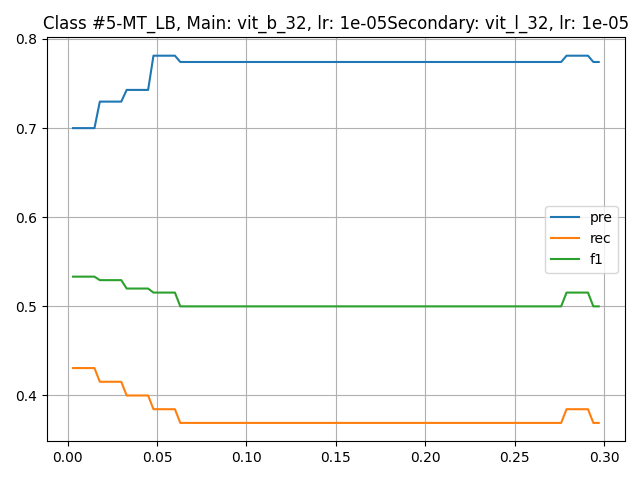 Class #5-MT_LB, Main: vit_b_32, lr: 1e-05Secondary: vit_l_32, lr: 1e-05
0.8
0.7
0.6
0.5
0.4
pre
rec
f1
0.00 0.05 0.10 0.15 0.20 0.25 0.30